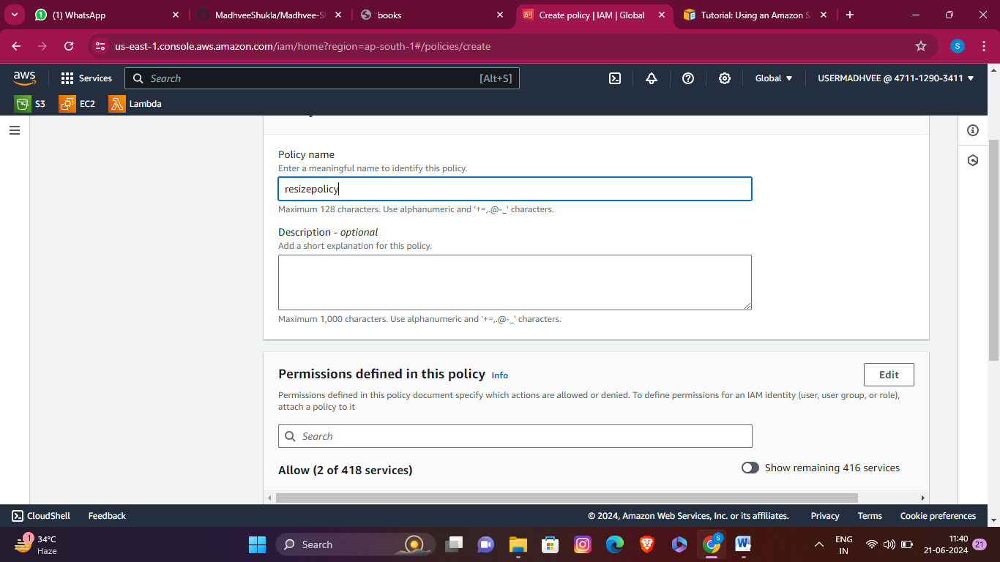 (1) WhatsApp
MadhveeShukla/Madhvee-S
books
Create policy | IAM | Global
Tutorial: Using an Amazon S
us-east-1.console.aws.amazon.com/iam/home?region=ap-south-1#/policies/create
S
aws
Services
Search
[Alt+S]
Global
USERMADHVEE @ 4711-1290-3411
S3
EC2
Lambda
Policy name
Enter a meaningful name to identify this policy.
resizepolicy
Maximum 128 characters. Use alphanumeric and '+=,.@-_' characters.
Description - optional
Add a short explanation for this policy.
Maximum 1,000 characters. Use alphanumeric and '+=,.@-_' characters.
Permissions defined in this policy Info
Edit
Permissions defined in this policy document specify which actions are allowed or denied. To define permissions for an IAM identity (user, user group, or role),
attach a policy to it
Search
Allow (2 of 418 services)
Show remaining 416 services
CloudShell
Feedback
© 2024, Amazon Web Services, Inc. or its affiliates.
Privacy
Terms
Cookie preferences
1
34°C
Haze
Search
S
W
ENG
IN
11:40
21-06-2024
21